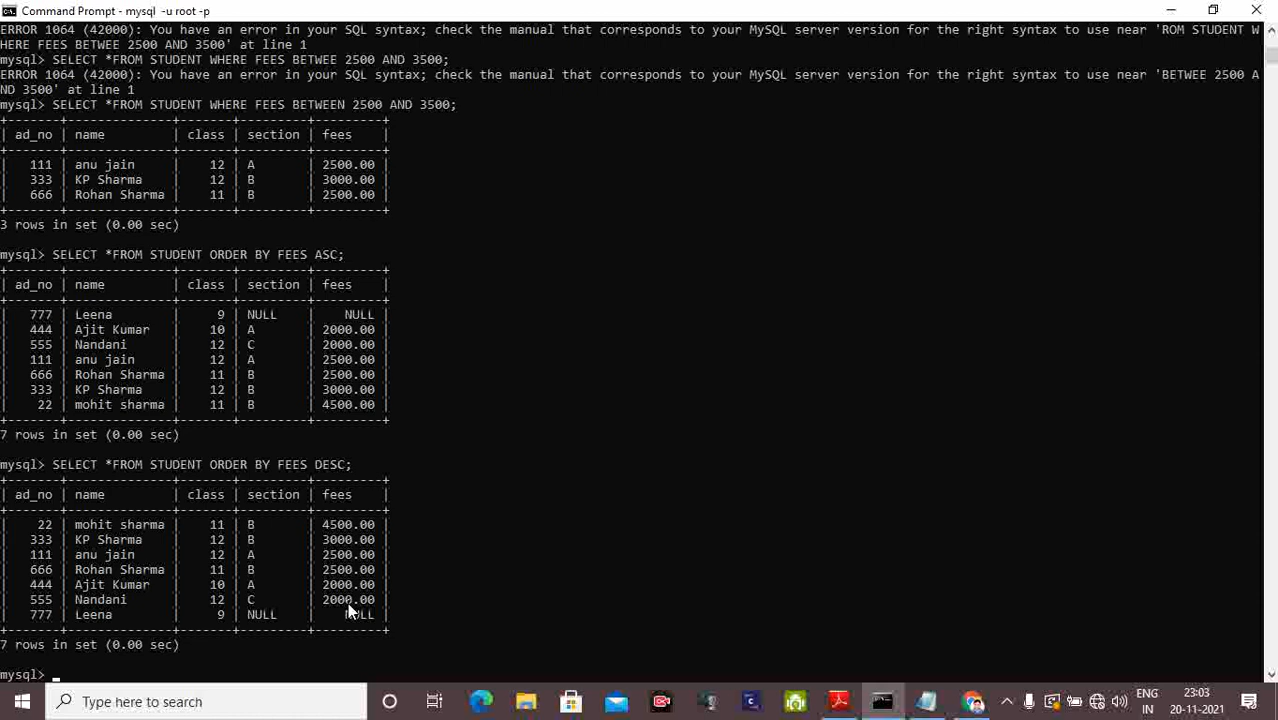 Command Prompt - mysql -u root -p
ERROR 1064 (42000): You have an error in your SQL syntax; check the manual that corresponds to your MySQL server version for the right syntax to use near 'ROM STUDENT W
HERE FEES BETWEE 2500 AND 3500' at line 1
mysql> SELECT *FROM STUDENT WHERE FEES BETWEE 2500 AND 3500;
ERROR 1064 (42000): You have an error in your SQL syntax; check the manual that corresponds to your MySQL server version for the right syntax to use near 'BETWEE 2500 A
ND 3500' at line 1
mysql> SELECT *FROM STUDENT WHERE FEES BETWEEN 2500 AND 3500;
+-------+--------------+-------+---------+---------+
| ad_no | name | class | section | fees |
+-------+--------------+-------+---------+---------+
| 111 | anu jain | 12 | A | 2500.00 |
| 333 | KP Sharma | 12 | B | 3000.00 |
| 666 | Rohan Sharma | 11 | B | 2500.00 |
+-------+--------------+-------+---------+---------+
3 rows in set (0.00 sec)
mysql> SELECT *FROM STUDENT ORDER BY FEES ASC;
+-------+--------------+-------+---------+---------+
| ad_no | name | class | section | fees |
+-------+--------------+-------+---------+---------+
| 777 | Leena | 9 | NULL | NULL |
| 444 | Ajit Kumar | 10 | A | 2000.00 |
| 555 | Nandani | 12 | C | 2000.00 |
| 111 | anu jain | 12 | A | 2500.00 |
| 666 | Rohan Sharma | 11 | B | 2500.00 |
| 333 | KP Sharma | 12 | B | 3000.00 |
| 22 | mohit sharma | 11 | B | 4500.00 |
+-------+--------------+-------+---------+---------+
7 rows in set (0.00 sec)
mysql> SELECT *FROM STUDENT ORDER BY FEES DESC;
+-------+--------------+-------+---------+---------+
| ad_no | name | class | section | fees |
+-------+--------------+-------+---------+---------+
| 22 | mohit sharma | 11 | B | 4500.00 |
| 333 | KP Sharma | 12 | B | 3000.00 |
| 111 | anu jain | 12 | A | 2500.00 |
| 666 | Rohan Sharma | 11 | B | 2500.00 |
| 444 | Ajit Kumar | 10 | A | 2000.00 |
| 555 | Nandani | 12 | C | 2000.00 |
| 777 | Leena | 9 | NULL | NULL |
+-------+--------------+-------+---------+---------+
7 rows in set (0.00 sec)
mysql> _
Type here to search
ENG 23:03
IN 20-11-2021